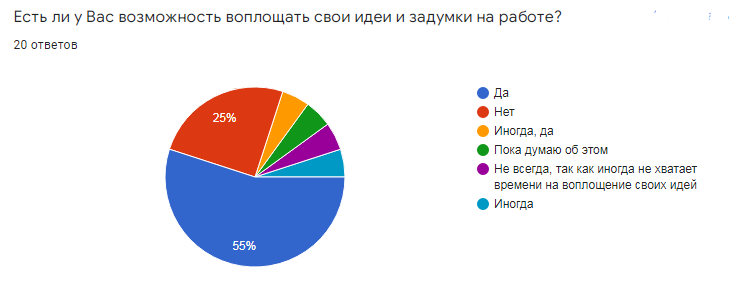 Есть ли у Вас возможность воплощать свои идеи и задумки на работе?
20 ответов
25%
55%
Да
Нет
Иногда, да
Пока думаю об этом
Не всегда, так как иногда не хватает
времени на воплощение своих идей
Иногда